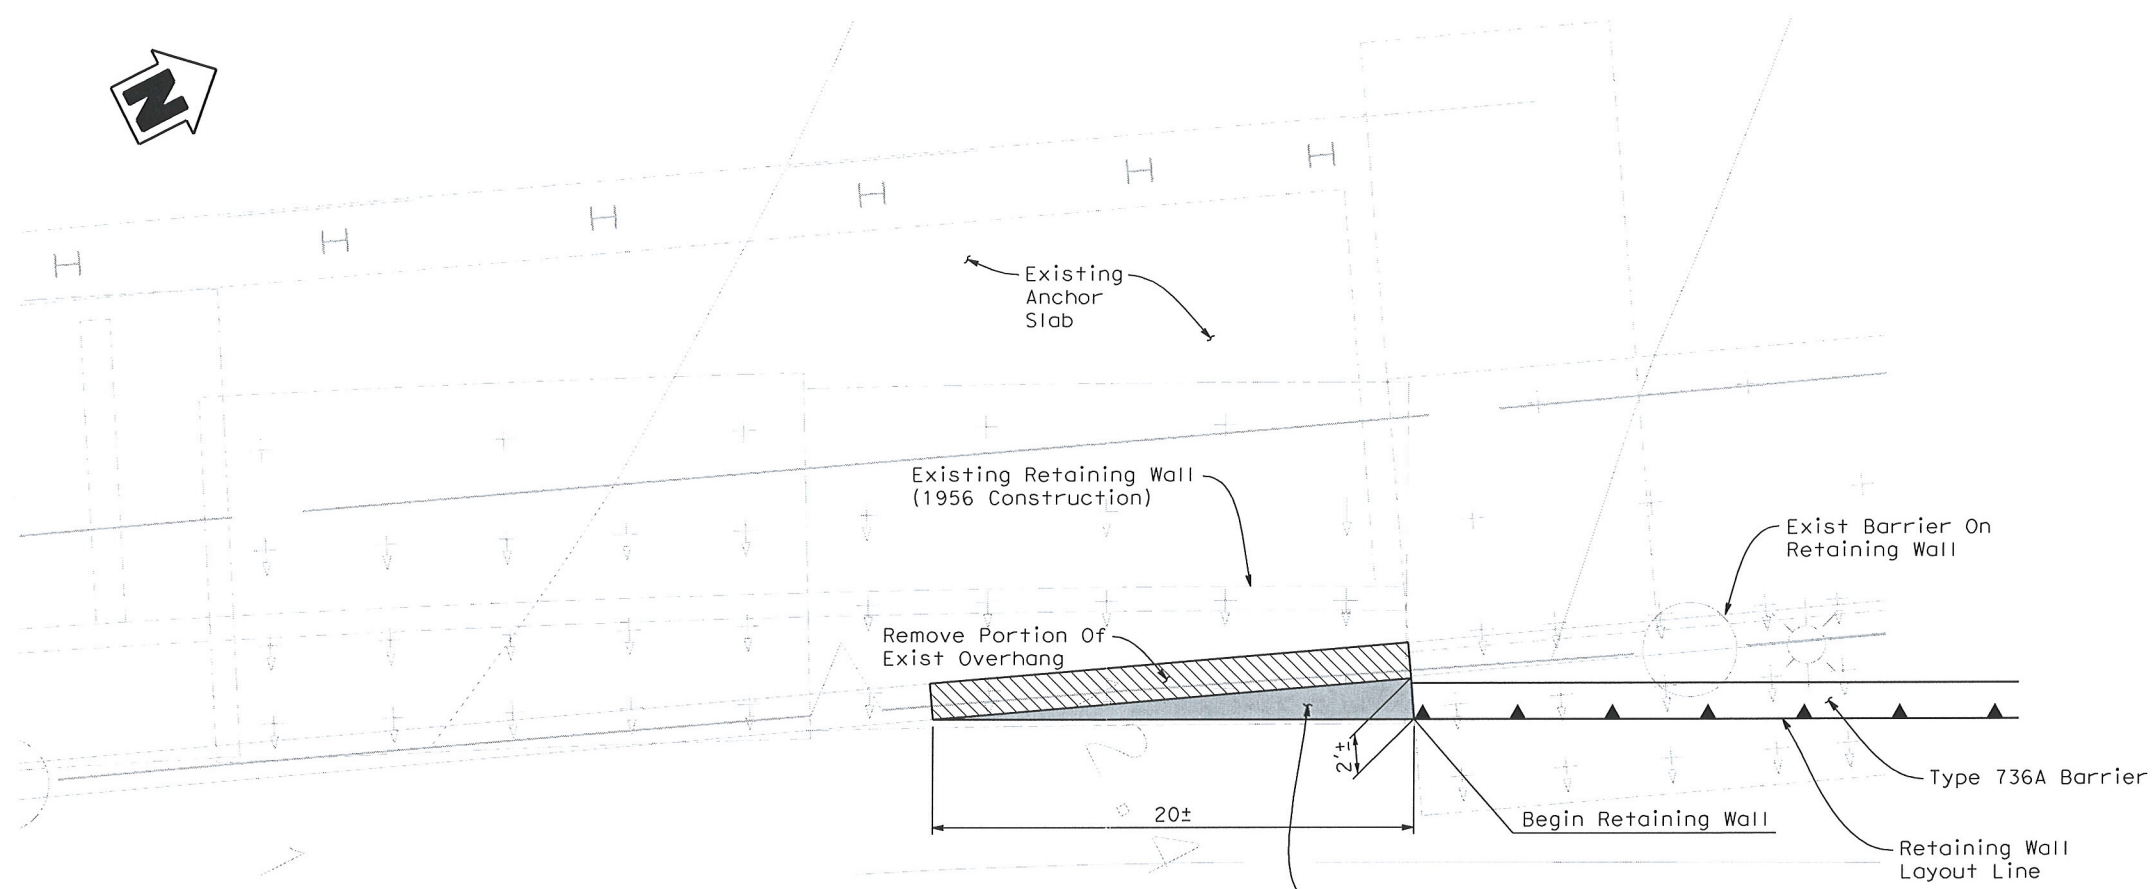 N
H
H
H
H
H
Existing
Anchor
Slab
Existing Retaining Wall
(1956 Construction)
Exist Barrier On
Retaining Wall
Remove Portion Of
Exist Overhang
2'±
20±
Begin Retaining Wall
Type 736A Barrier
Retaining Wall
Layout Line